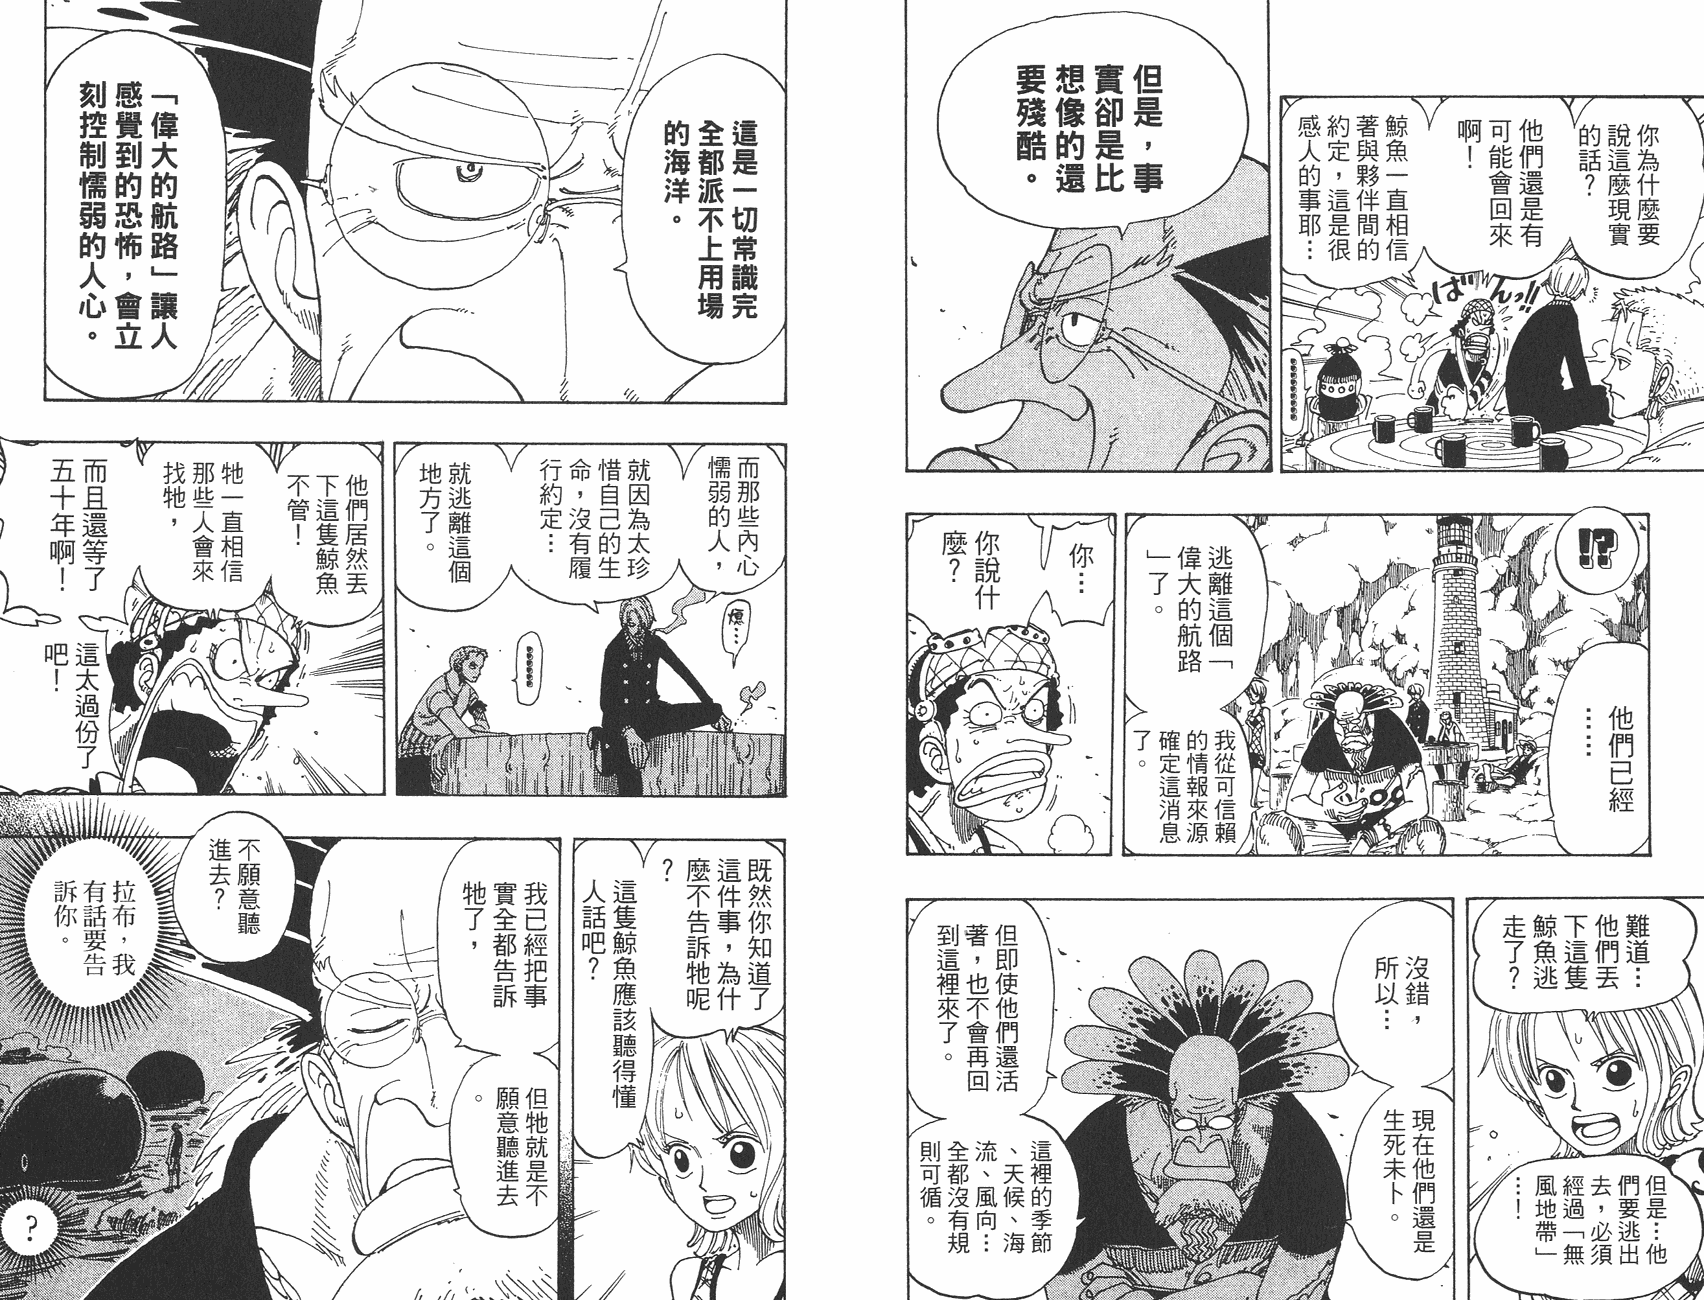 你為什麼要
說這麼現實
的話?
他們還是有
可能會回來
啊!
鯨魚一直相信
著與夥伴間的
約定,這是很
感人的事耶…
ばんっ!!
但是,事
實卻是比
想像的還
要殘酷。
!?
他們已經
……
逃離這個「
偉大的航路
」了。
我從可信賴
的情報來源
確定這消息
了。
你…
你說什
麼?
難道…
他們丟
下這隻
鯨魚逃
走了?
但是…他
們要逃出
去,必須
經過「無
風地帶」
…!
沒錯,
所以…
現在他們還是
生死未卜。
但即使他們還活
著,也不會再回
到這裡來了。
這裡的季節
、天候、海
流、風向…
全都沒有規
則可循。
這是一切常識完
全都派不上用場
的海洋。
「偉大的航路」讓人
感覺到的恐怖,會立
刻控制懦弱的人心。
而那些內心
懦弱的人,
就因為太珍
惜自己的生
命,沒有履
行約定…
就逃離這個
地方了。
他們居然丟
下這隻鯨魚
不管!
牠一直相信
那些人會來
找牠,
而且還等了
五十年啊!
這太過份了
吧!
既然你知道了
這件事,為什
麼不告訴牠呢
?
這隻鯨魚應該聽得懂
人話吧?
我已經把事
實全都告訴
牠了,
但牠就是不
願意聽進去
。
不願意聽
進去?
拉布,我
有話要告
訴你。
?